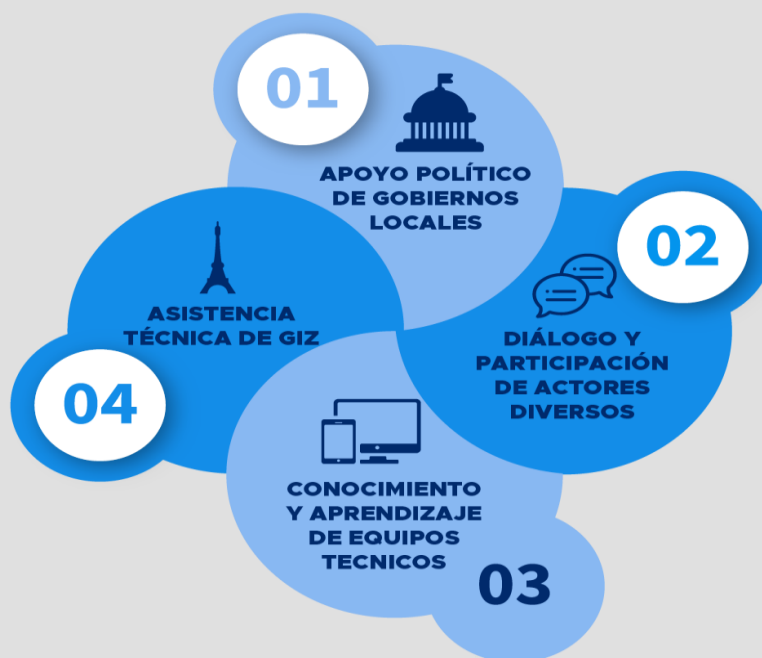 01
APOYO POLÍTICO
DE GOBIERNOS
LOCALES
02
DIÁLOGO Y
PARTICIPACIÓN
DE ACTORES
DIVERSOS
03
CONOCIMIENTO
Y APRENDIZAJE
DE EQUIPOS
TECNICOS
04
ASISTENCIA
TÉCNICA DE GIZ